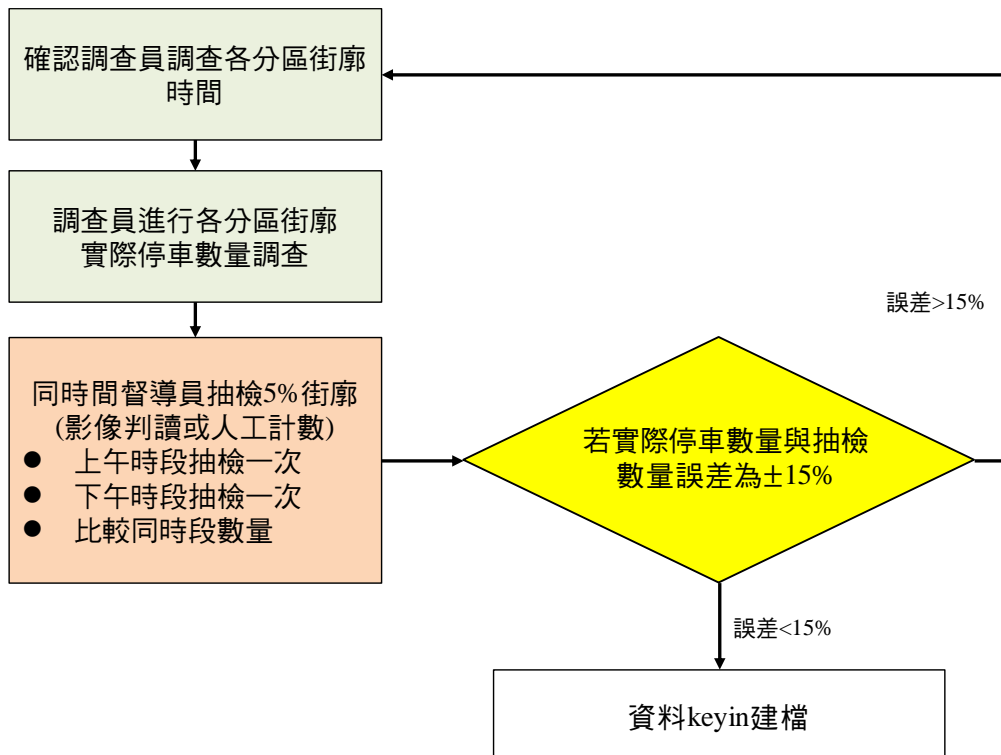 確認調查員調查各分區街廓
時間
調查員進行各分區街廓
實際停車數量調查
同時間督導員抽檢5%街廓
(影像判讀或人工計數)
● 上午時段抽檢一次
● 下午時段抽檢一次
● 比較同時段數量
誤差>15%
若實際停車數量與抽檢
數量誤差為±15%
誤差<15%
資料keyin建檔